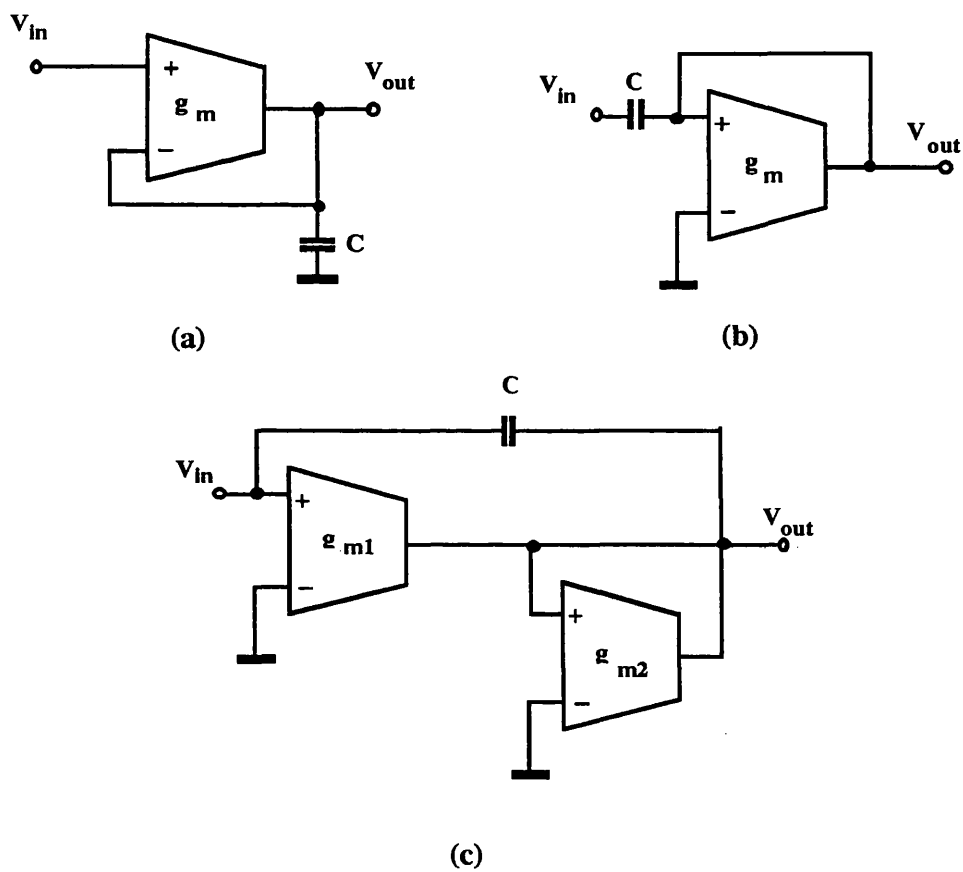 V_in
+
g_m
−
V_out
C
(a)
V_in
C
+
g_m
−
V_out
(b)
C
V_in
+
g_m1
−
V_out
+
g_m2
−
(c)